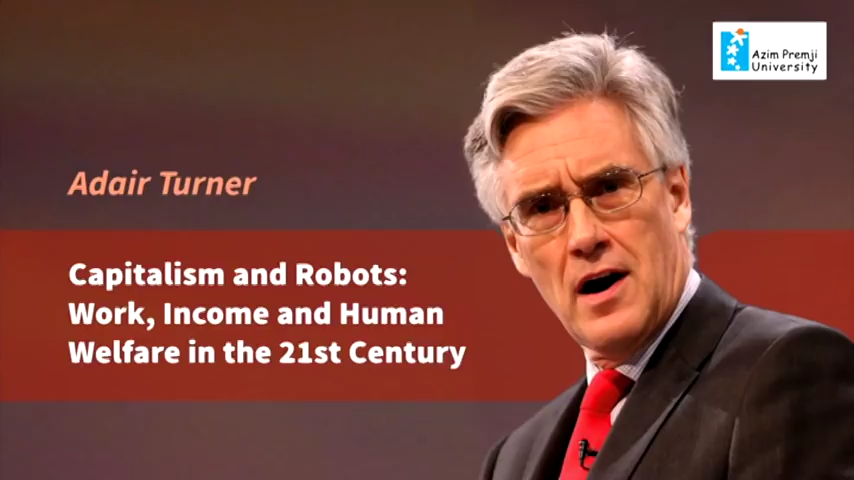 Azim Premji
University
Adair Turner
Capitalism and Robots:
Work, Income and Human
Welfare in the 21st Century